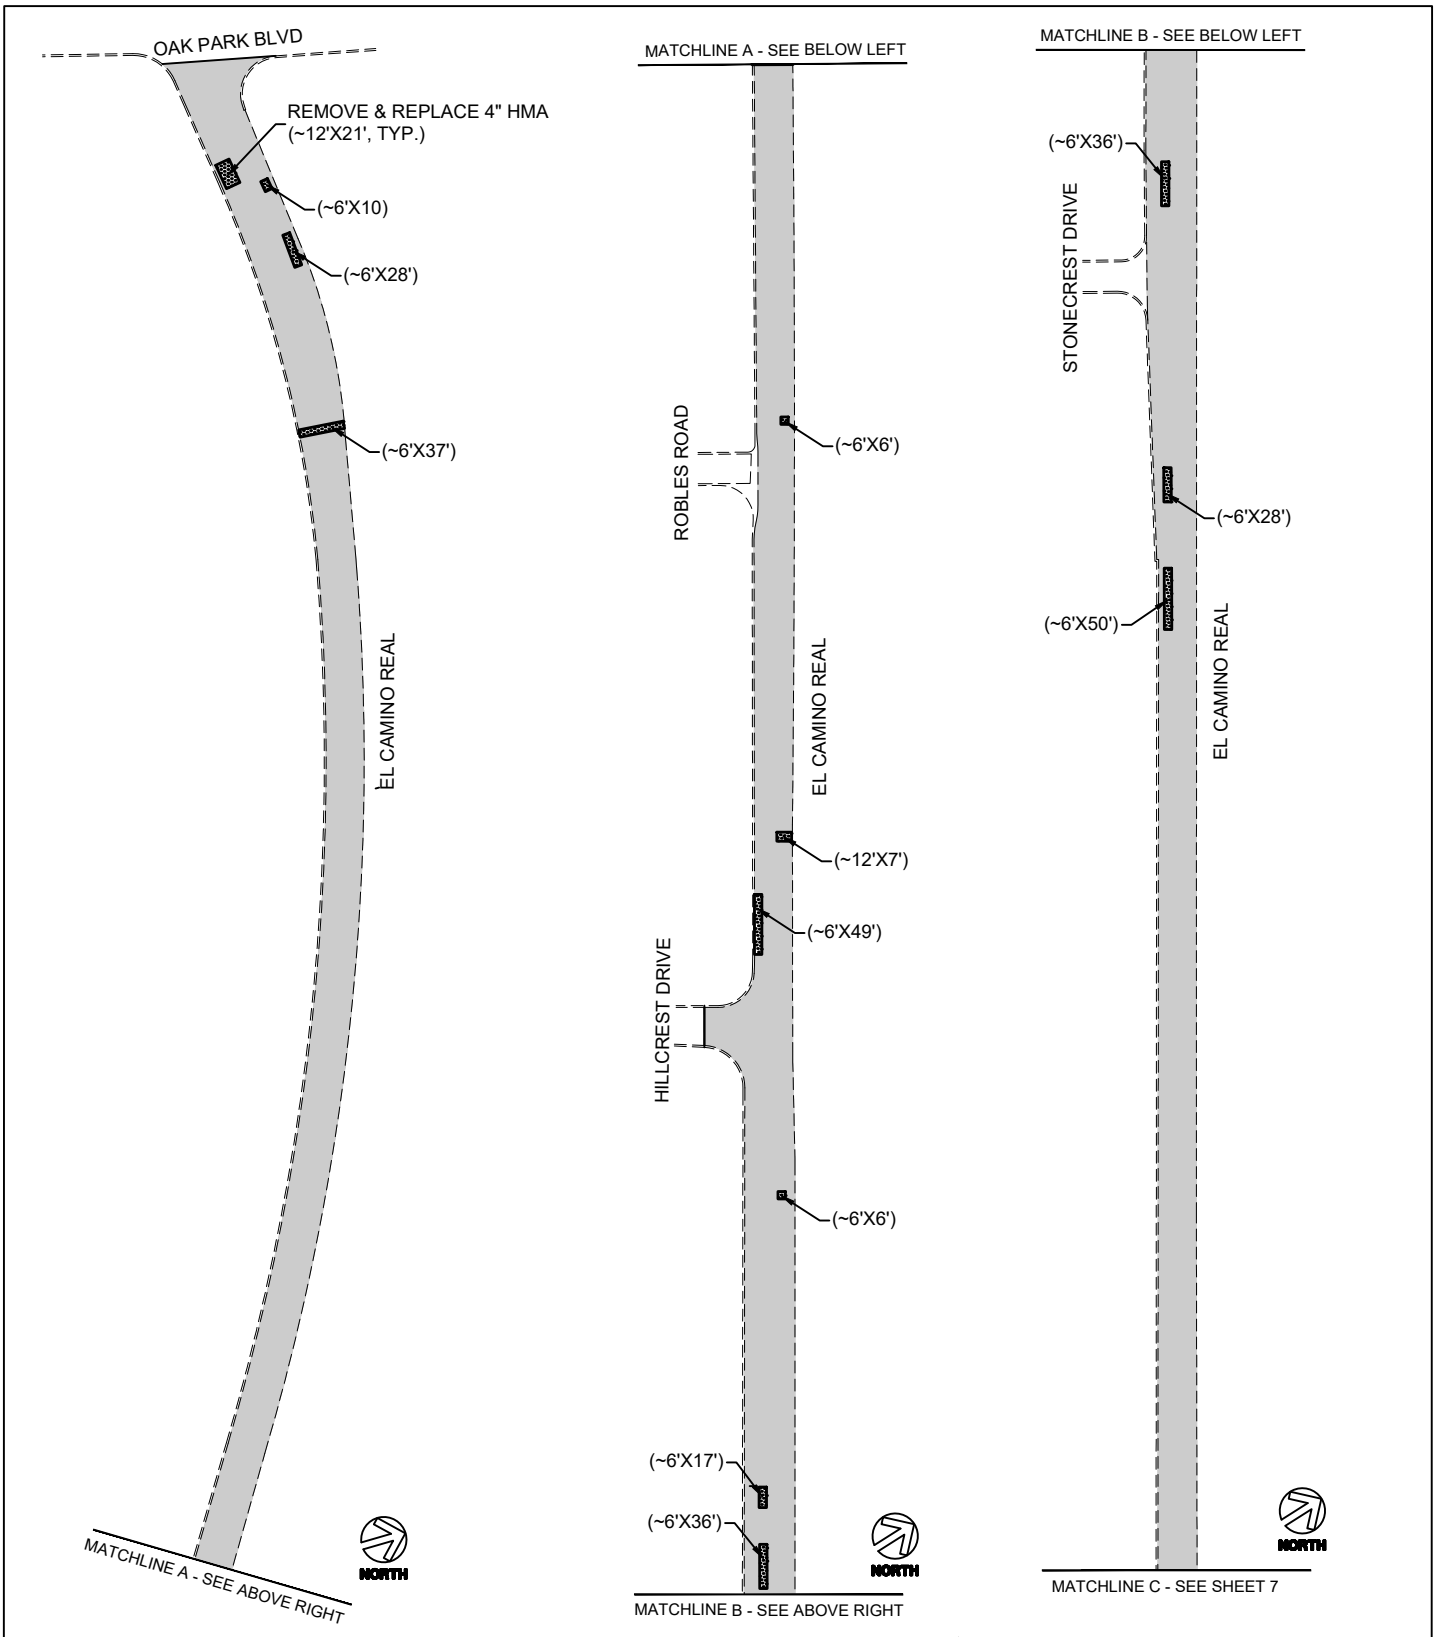 OAK PARK BLVD
REMOVE & REPLACE 4" HMA
(~12'X21', TYP.)
(~6'X10)
(~6'X28')
(~6'X37')
EL CAMINO REAL
NORTH
MATCHLINE A - SEE ABOVE RIGHT
MATCHLINE A - SEE BELOW LEFT
(~6'X6')
ROBLES ROAD
EL CAMINO REAL
(~12'X7')
(~6'X49')
HILLCREST DRIVE
(~6'X6')
(~6'X17')
(~6'X36')
NORTH
MATCHLINE B - SEE ABOVE RIGHT
MATCHLINE B - SEE BELOW LEFT
(~6'X36')
STONECREST DRIVE
(~6'X28')
(~6'X50')
EL CAMINO REAL
NORTH
MATCHLINE C - SEE SHEET 7